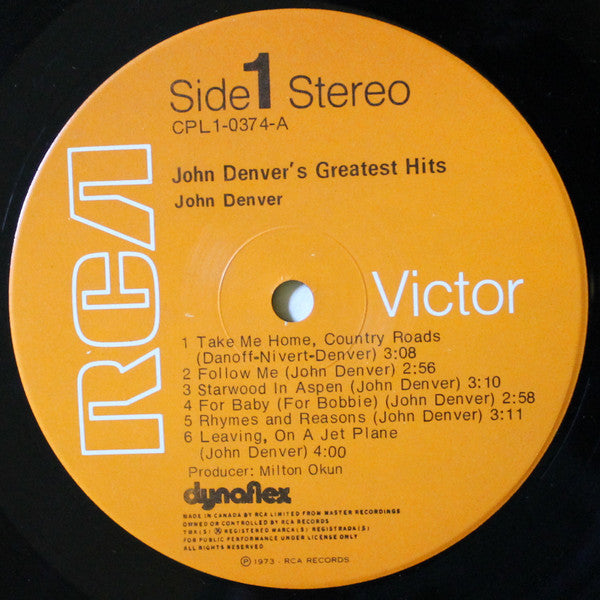 Side 1 Stereo
CPL1-0374-A
John Denver's Greatest Hits
John Denver
RCA
Victor
1 Take Me Home, Country Roads
(Danoff-Nivert-Denver) 3:08
2 Follow Me (John Denver) 2:56
3 Starwood In Aspen (John Denver) 3:10
4 For Baby (For Bobbie) (John Denver) 2:58
5 Rhymes and Reasons (John Denver) 3:11
6 Leaving, On A Jet Plane
(John Denver) 4:00
Producer: Milton Okun
dynaflex
MADE IN CANADA BY RCA LIMITED FROM MASTER RECORDINGS
OWNED OR CONTROLLED BY RCA RECORDS
TMK(S) ® REGISTERED MARCA(S) REGISTRADA(S)
FOR PUBLIC PERFORMANCE UNDER LICENSE ONLY
ALL RIGHTS RESERVED
℗ 1973 - RCA RECORDS